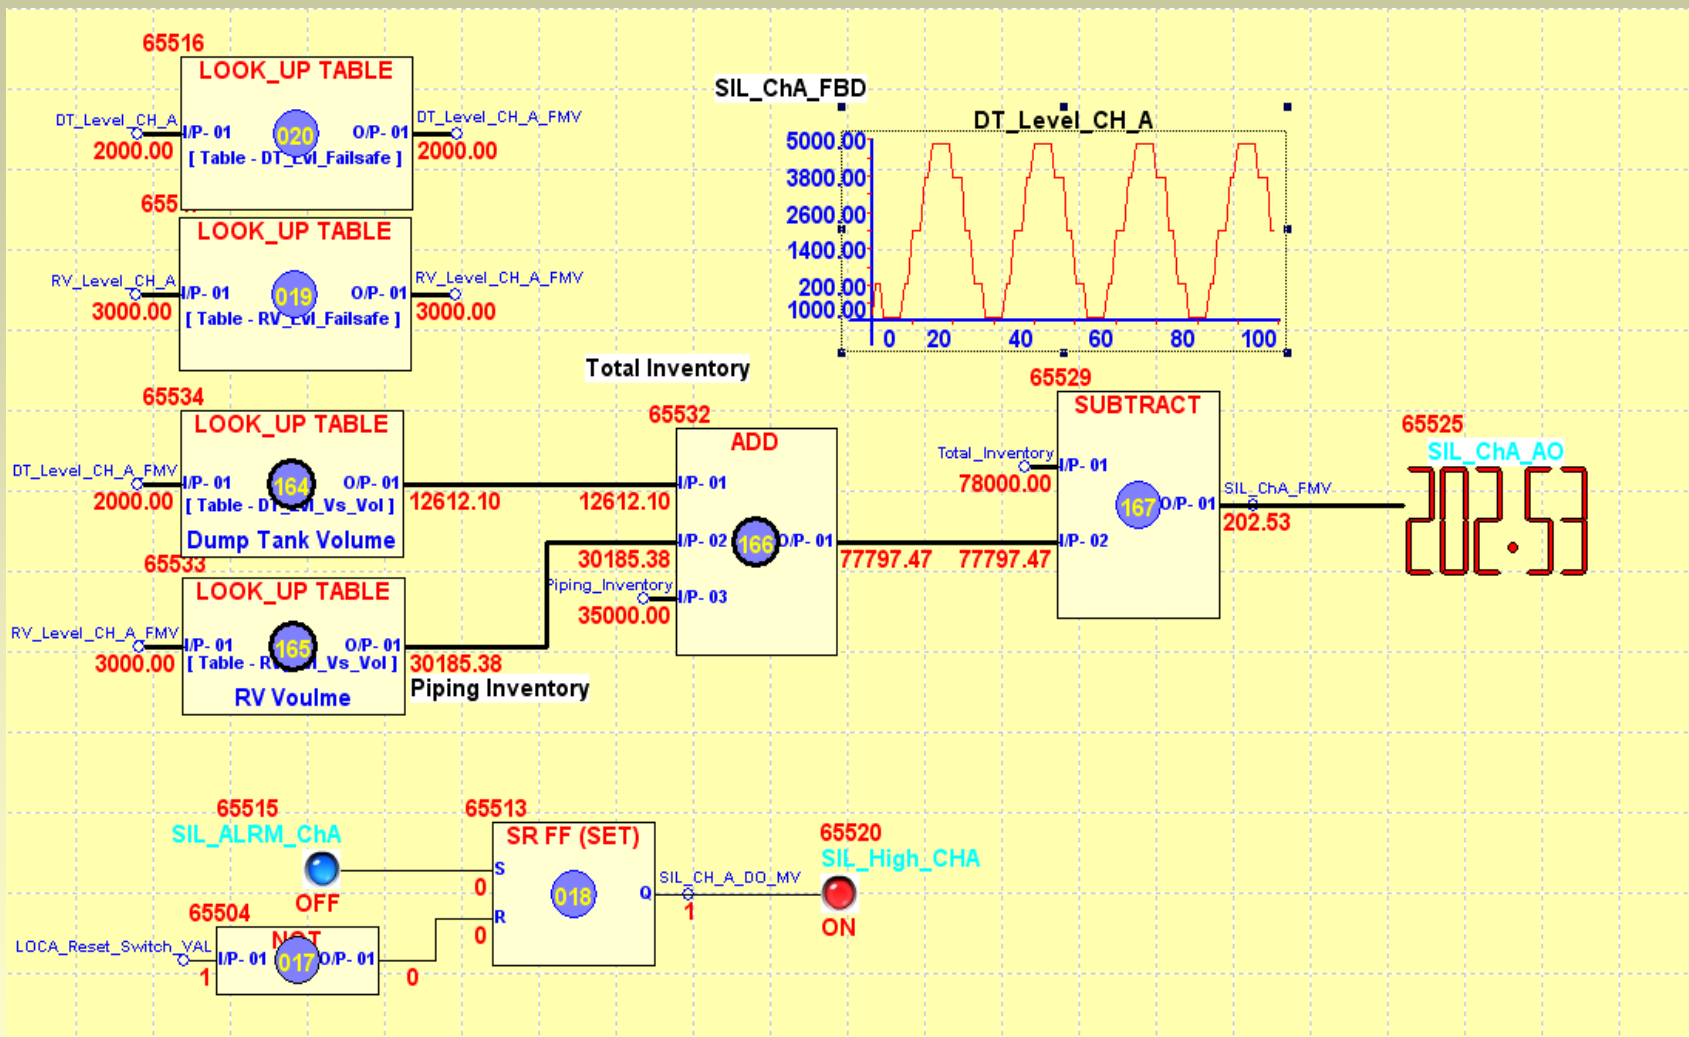 65516
LOOK_UP TABLE
DT_Level_CH_A
I/P- 01
020
O/P- 01
DT_Level_CH_A_FMV
2000.00
2000.00
[ Table - DT_Lvl_Failsafe ]
LOOK_UP TABLE
RV_Level_CH_A
I/P- 01
019
O/P- 01
RV_Level_CH_A_FMV
3000.00
3000.00
[ Table - RV_Lvl_Failsafe ]
SIL_ChA_FBD
DT_Level_CH_A
5000.00
3800.00
2600.00
1400.00
200.00
1000.00
0 20 40 60 80 100
Total Inventory
65534
LOOK_UP TABLE
DT_Level_CH_A_FMV
I/P- 01
164
O/P- 01
2000.00
12612.10
[ Table - DT_Lvl_Vs_Vol ]
Dump Tank Volume
65533
LOOK_UP TABLE
RV_Level_CH_A_FMV
I/P- 01
165
O/P- 01
3000.00
30185.38
[ Table - RV_Lvl_Vs_Vol ]
RV Voulme
Piping Inventory
65532
ADD
I/P- 01
12612.10
I/P- 02
166
O/P- 01
30185.38
77797.47
Piping_Inventory
I/P- 03
35000.00
65529
SUBTRACT
Total_Inventory
I/P- 01
78000.00
167
O/P- 01
SIL_ChA_FMV
202.53
I/P- 02
77797.47
65525
SIL_ChA_AO
202.53
65515
SIL_ALRM_ChA
OFF
65504
NOT
LOCA_Reset_Switch_VAL
I/P- 01
017
O/P- 01
1
0
65513
SR FF (SET)
S
0
018
Q
R
0
SIL_CH_A_DO_MV
1
65520
SIL_High_CHA
ON